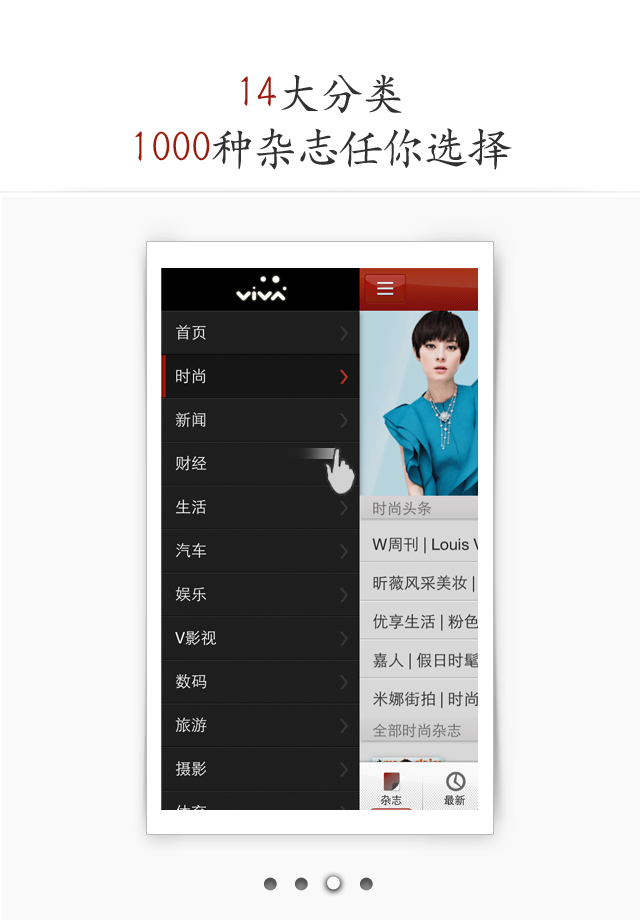 14大分类
1000种杂志任你选择
viva
首页
时尚
新闻
财经
生活
汽车
娱乐
V影视
数码
旅游
摄影
体育
时尚头条
W周刊 | Louis V
昕薇风采美妆 |
优享生活 | 粉色
嘉人 | 假日时髦
米娜街拍 | 时尚
全部时尚杂志
杂志
最新